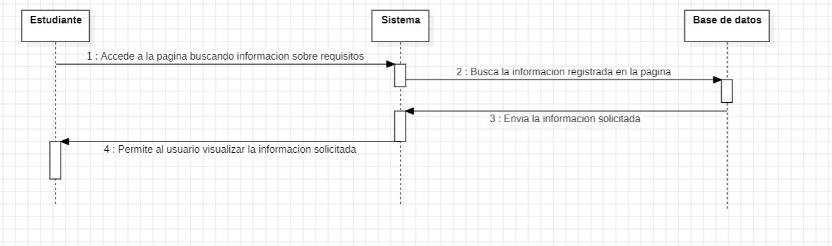 Estudiante
Sistema
Base de datos
1 : Accede a la pagina buscando informacion sobre requisitos
2 : Busca la informacion registrada en la pagina
3 : Envia la informacion solicitada
4 : Permite al usuario visualizar la informacion solicitada